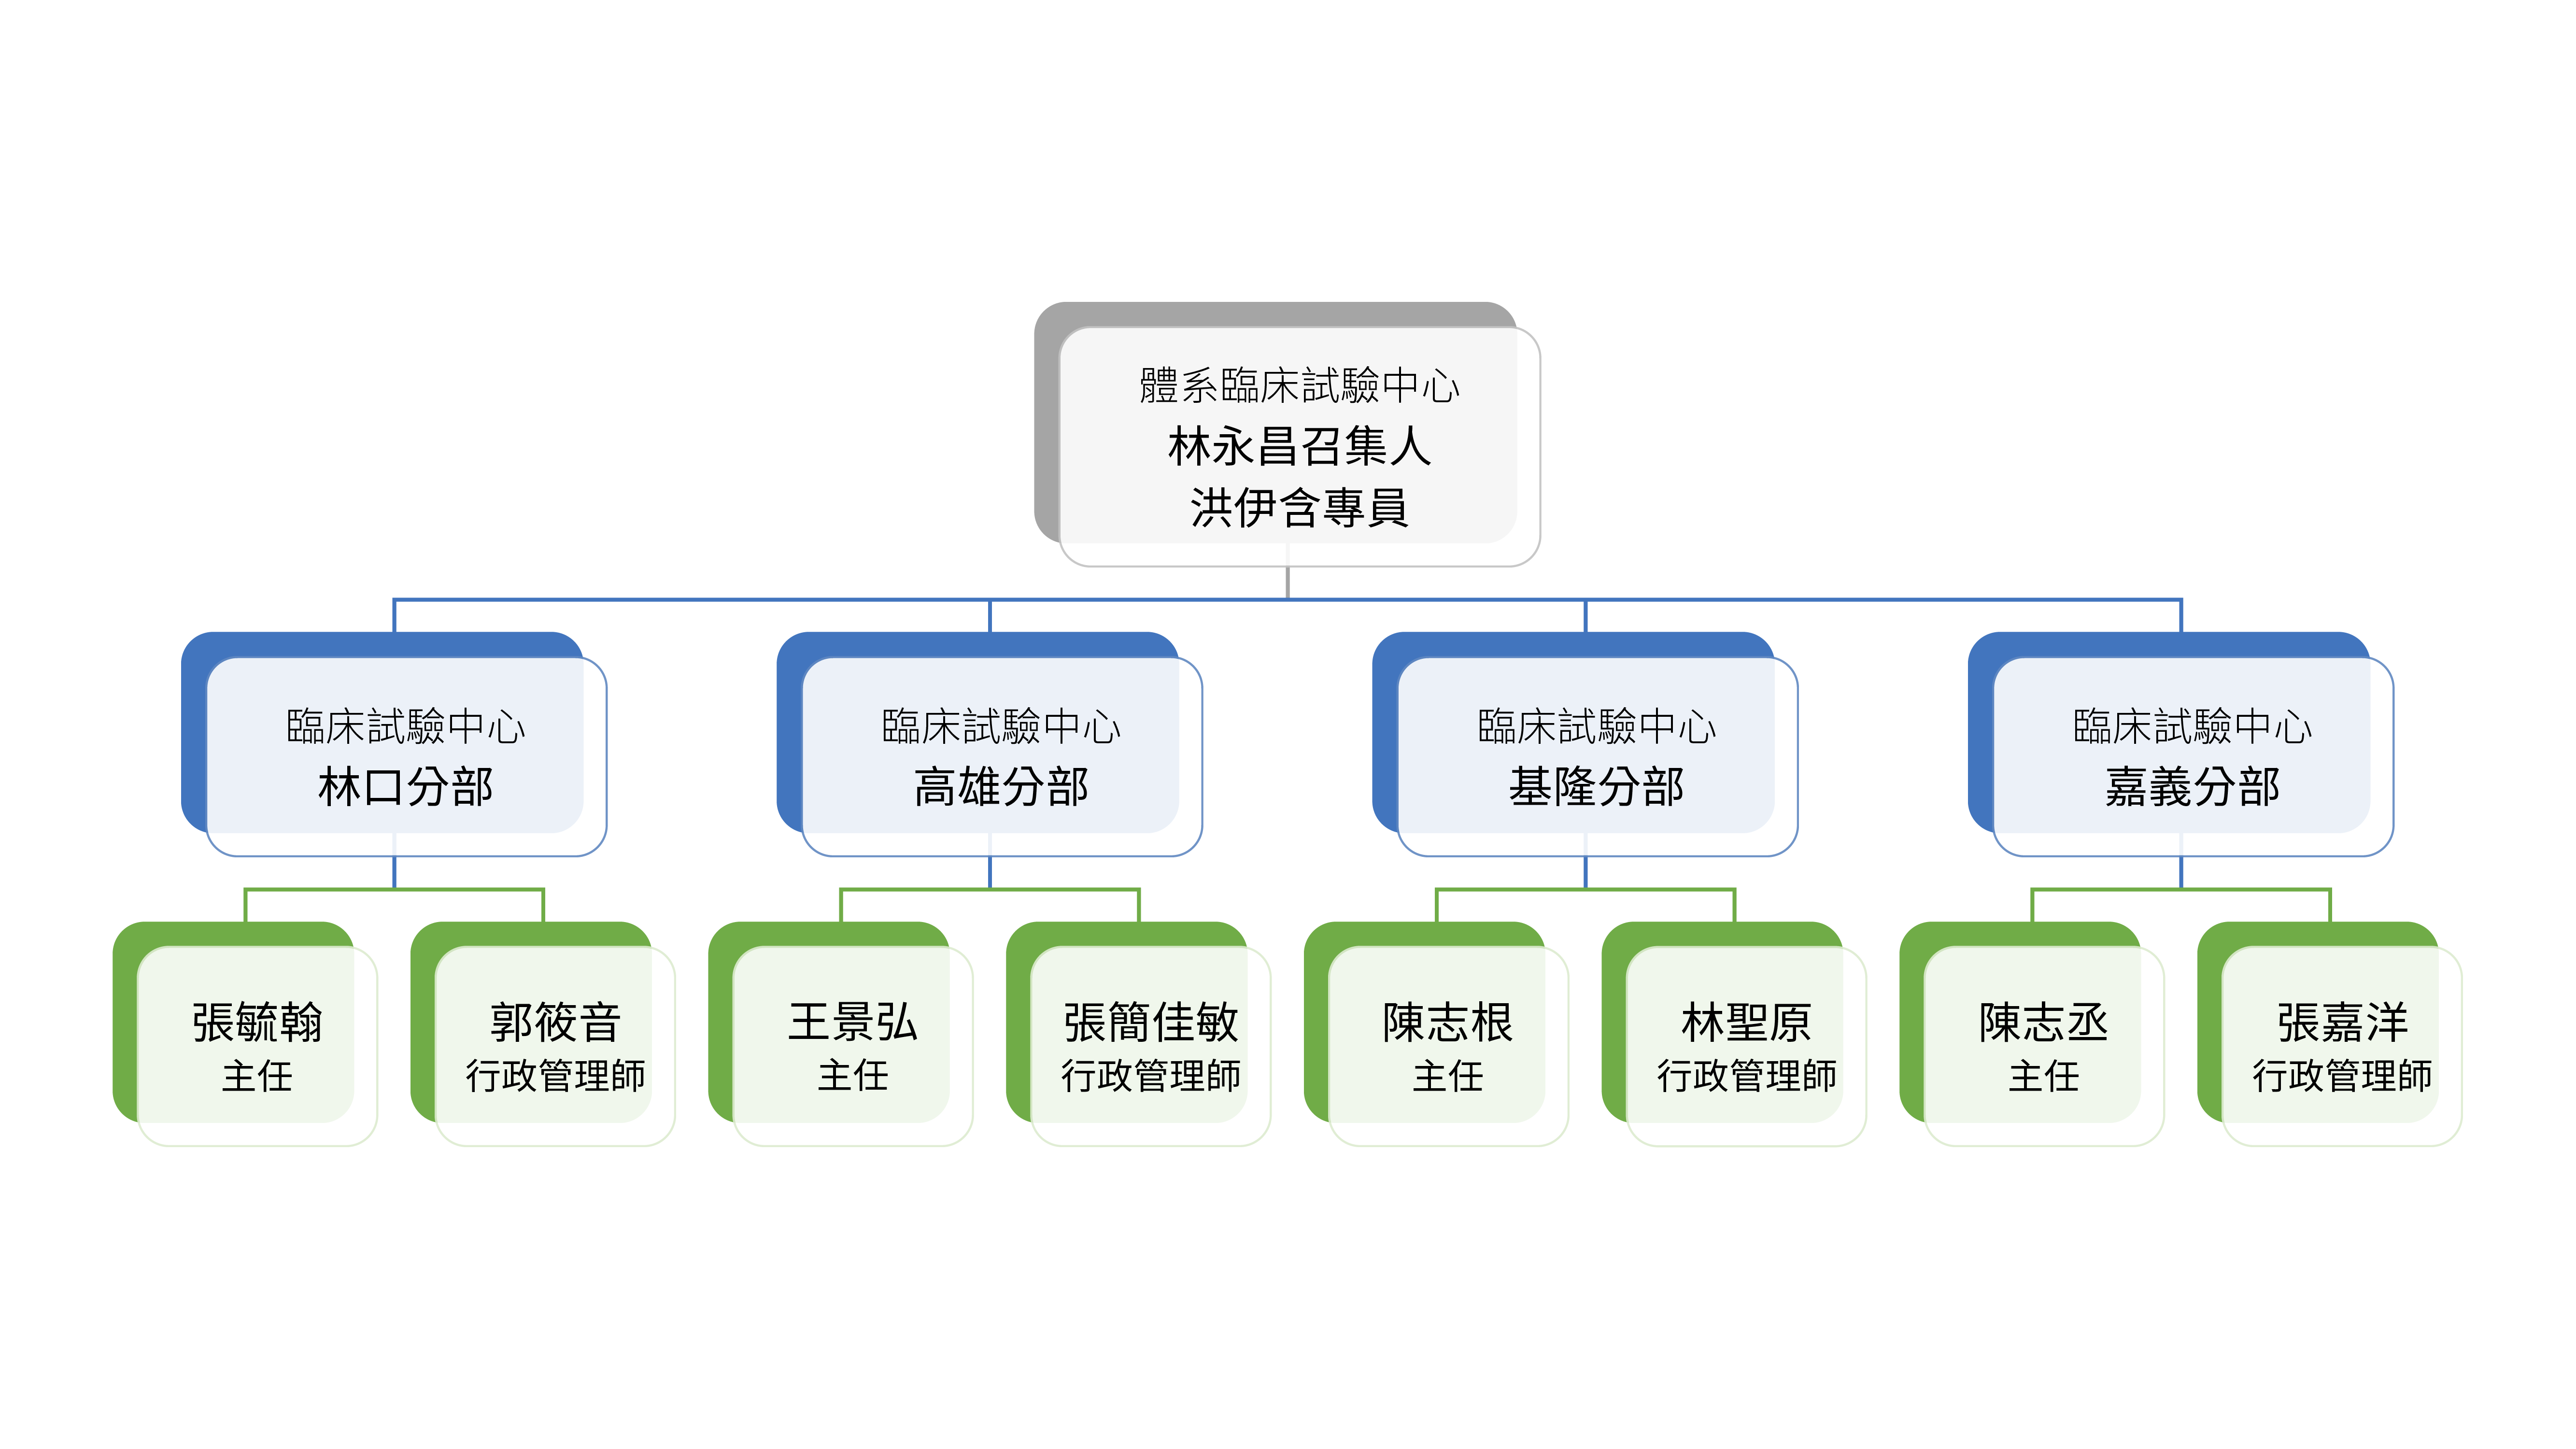 體系臨床試驗中心
林永昌召集人
洪伊含專員
臨床試驗中心
林口分部
臨床試驗中心
高雄分部
臨床試驗中心
基隆分部
臨床試驗中心
嘉義分部
張毓翰
主任
郭筱音
行政管理師
王景弘
主任
張簡佳敏
行政管理師
陳志根
主任
林聖原
行政管理師
陳志丞
主任
張嘉洋
行政管理師